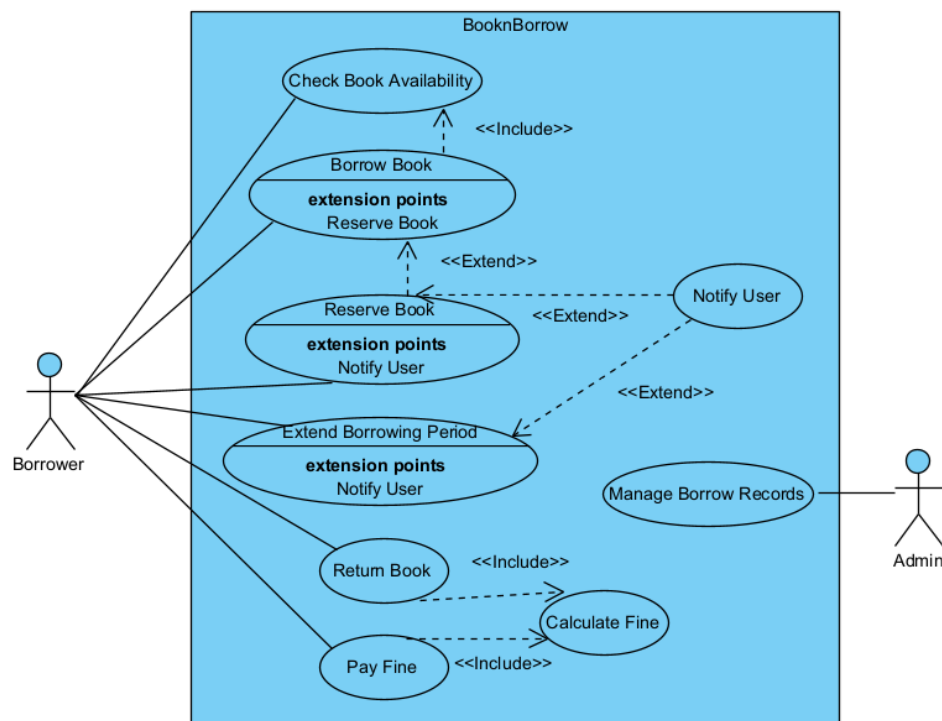 BooknBorrow
Check Book Availability
<<Include>>
Borrow Book
extension points
Reserve Book
<<Extend>>
Notify User
Reserve Book
<<Extend>>
extension points
Notify User
<<Extend>>
Extend Borrowing Period
extension points
Notify User
Borrower
Manage Borrow Records
Admin
Return Book
<<Include>>
Calculate Fine
Pay Fine
<<Include>>